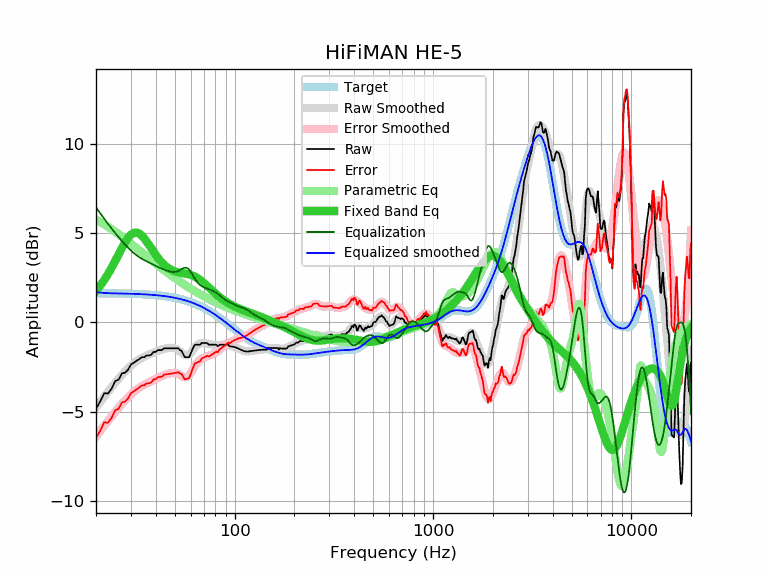 HiFiMAN HE-5
Target
Raw Smoothed
Error Smoothed
Raw
Error
Parametric Eq
Fixed Band Eq
Equalization
Equalized smoothed
10
5
0
−5
−10
Amplitude (dBr)
100
1000
10000
Frequency (Hz)